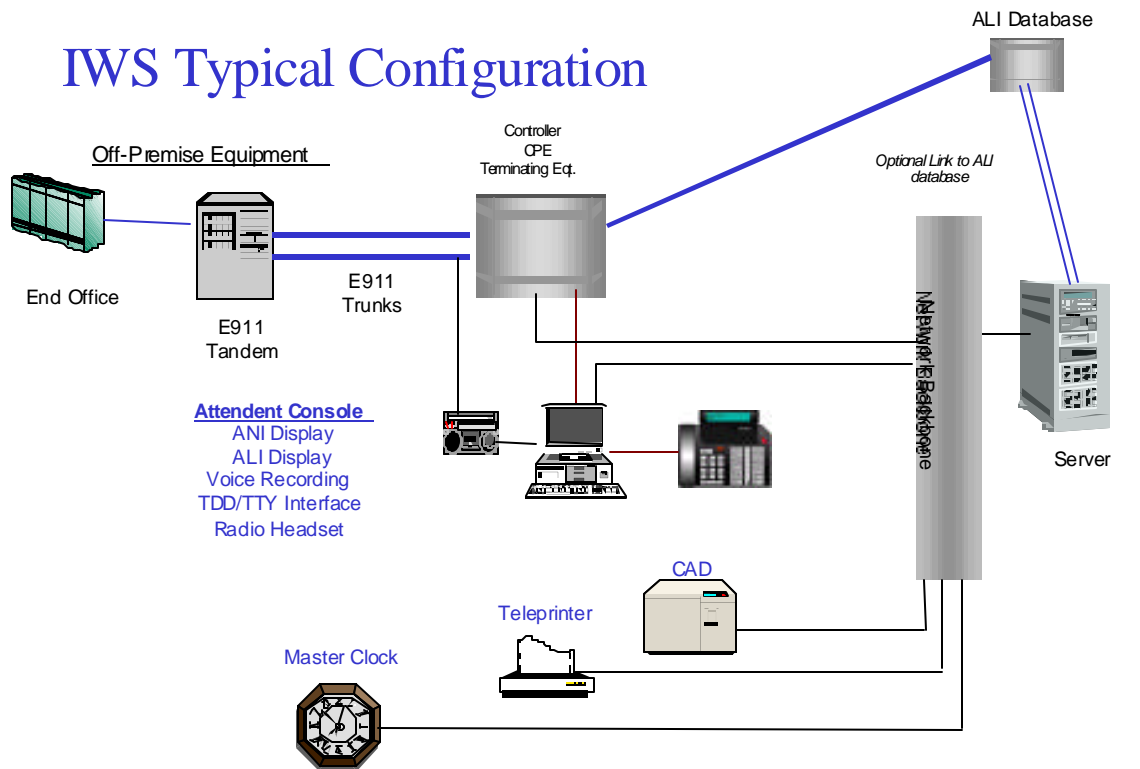 ALI Database
IWS Typical Configuration
Controller
CPE
Terminating Eqt.
Off-Premise Equipment
Optional Link to ALI
database
End Office
E911
Trunks
E911
Tandem
Network Backbone
Attendent Console
ANI Display
ALI Display
Voice Recording
TDD/TTY Interface
Radio Headset
Server
CAD
Teleprinter
Master Clock